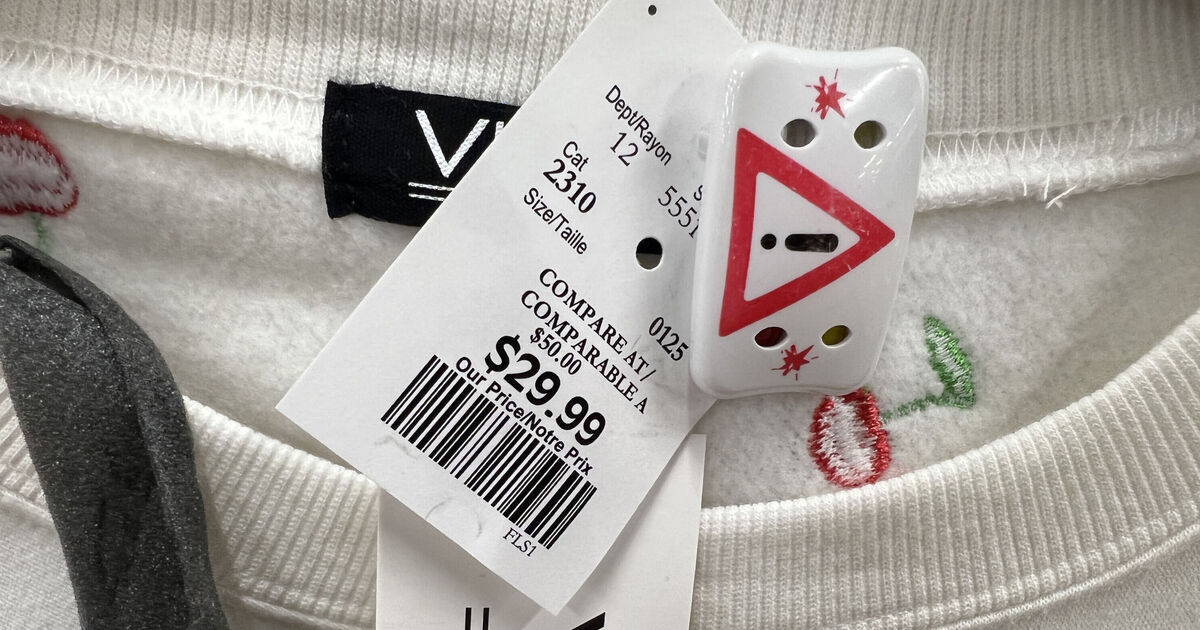 Dept/Rayon
12
Cat
2310
5551
Size/Taille
COMPARE AT/
COMPARABLE A
$50.00
0125
$29.99
Our Price/Notre Prix
FLS1